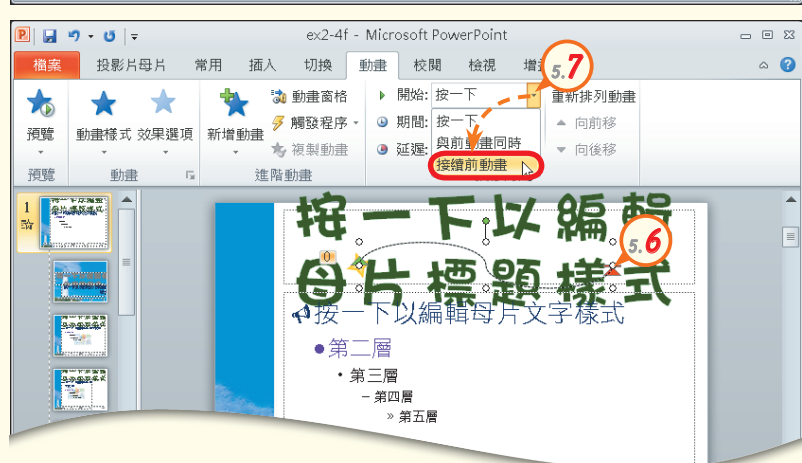 ex2-4f - Microsoft PowerPoint
檔案 投影片母片 常用 插入 切換 動畫 校閱 檢視
5.7
預覽 動畫樣式 效果選項 新增動畫 動畫窗格 觸發程序 複製動畫
開始: 按一下
期間: 按一下
延遲: 與前動畫同時
接續前動畫
重新排列動畫
向前移
向後移
預覽 動畫 進階動畫
1
按一下以編輯
母片標題樣式
0
5.6
按一下以編輯母片文字樣式
•第二層
•第三層
– 第四層
» 第五層